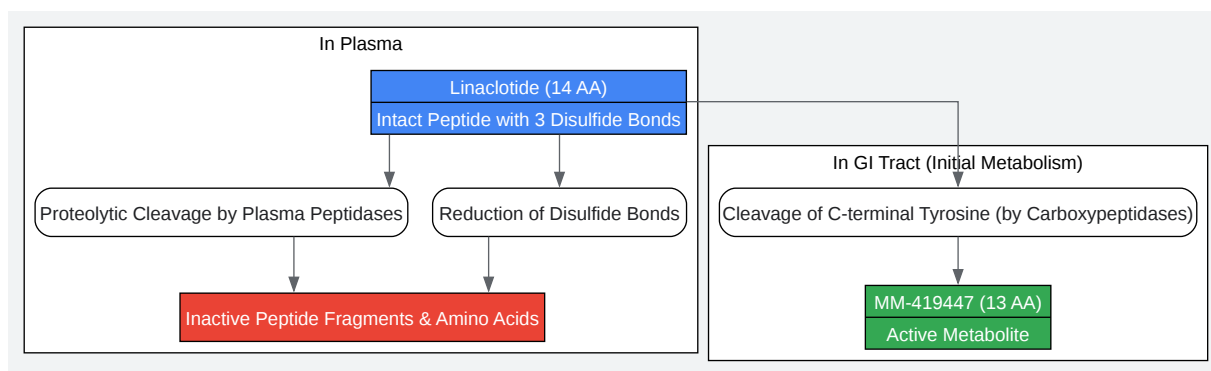 In Plasma
Linaclotide (14 AA)
Intact Peptide with 3 Disulfide Bonds
In GI Tract (Initial Metabolism)
Proteolytic Cleavage by Plasma Peptidases
Reduction of Disulfide Bonds
Cleavage of C-terminal Tyrosine (by Carboxypeptidases)
Inactive Peptide Fragments & Amino Acids
MM-419447 (13 AA)
Active Metabolite